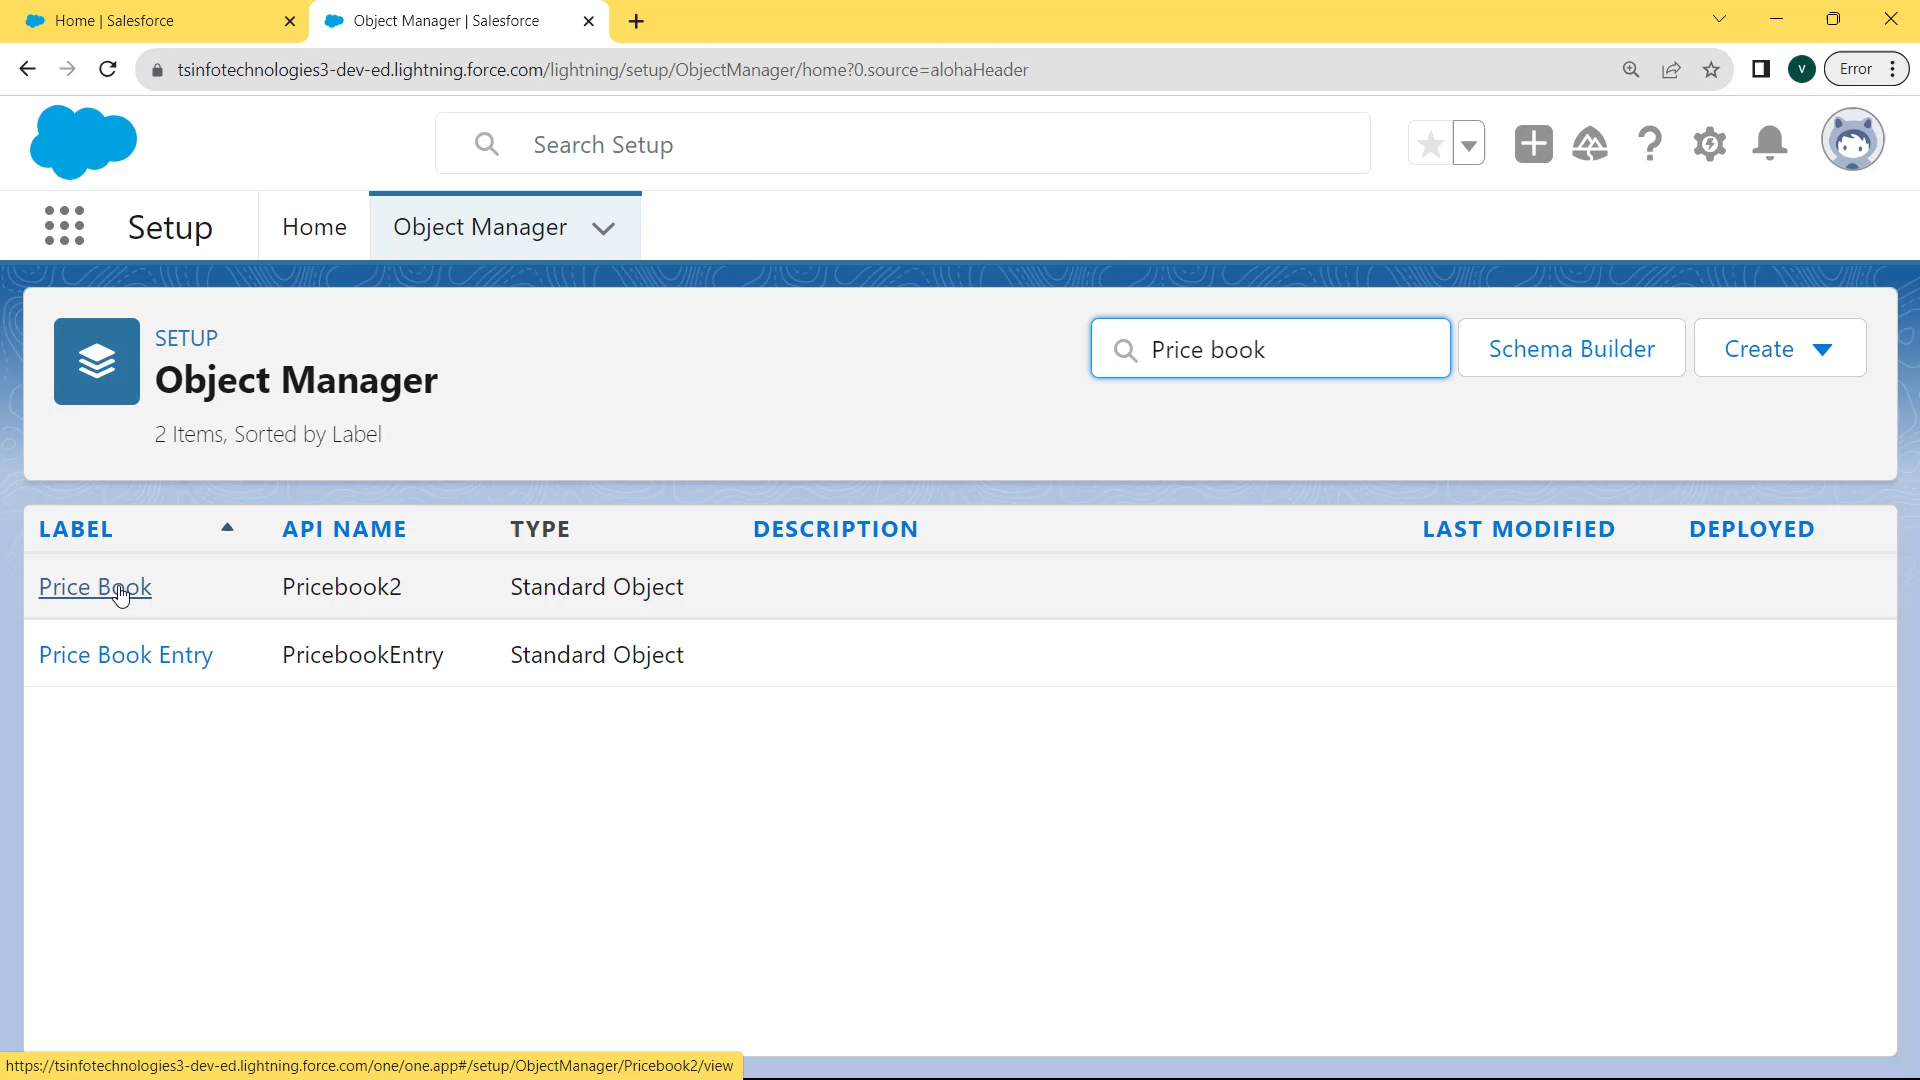 Home | Salesforce
Object Manager | Salesforce
tsinfotechnologies3-dev-ed.lightning.force.com/lightning/setup/ObjectManager/home?0.source=alohaHeader
V
Error
Search Setup
Setup
Home
Object Manager
SETUP
Object Manager
2 Items, Sorted by Label
Price book
Schema Builder
Create
LABEL API NAME TYPE DESCRIPTION LAST MODIFIED DEPLOYED
Price Book Pricebook2 Standard Object
Price Book Entry PricebookEntry Standard Object
https://tsinfotechnologies3-dev-ed.lightning.force.com/one/one.app#/setup/ObjectManager/Pricebook2/view